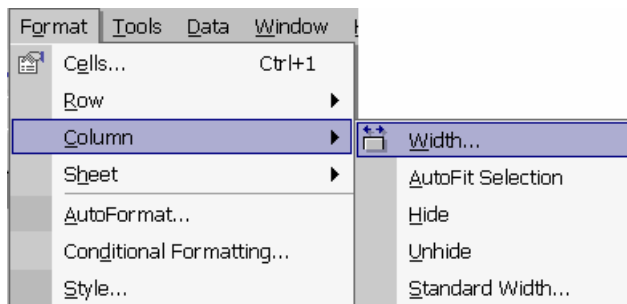 Format Tools Data Window
Cells... Ctrl+1
Row
Column
Width...
Sheet
AutoFit Selection
AutoFormat...
Hide
Conditional Formatting...
Unhide
Style...
Standard Width...